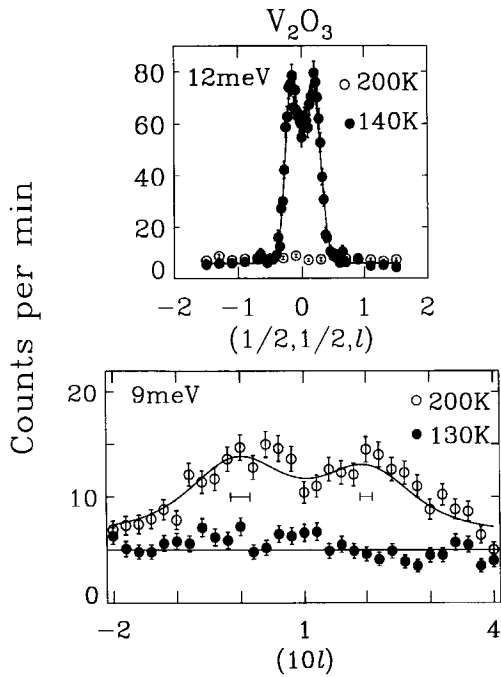 V₂O₃
12meV
○ 200K
● 140K
80
60
40
20
0
−2 −1 0 1 2
(1/2,1/2,l)
Counts per min
9meV
○ 200K
● 130K
20
10
0
−2 1 4
(10l)